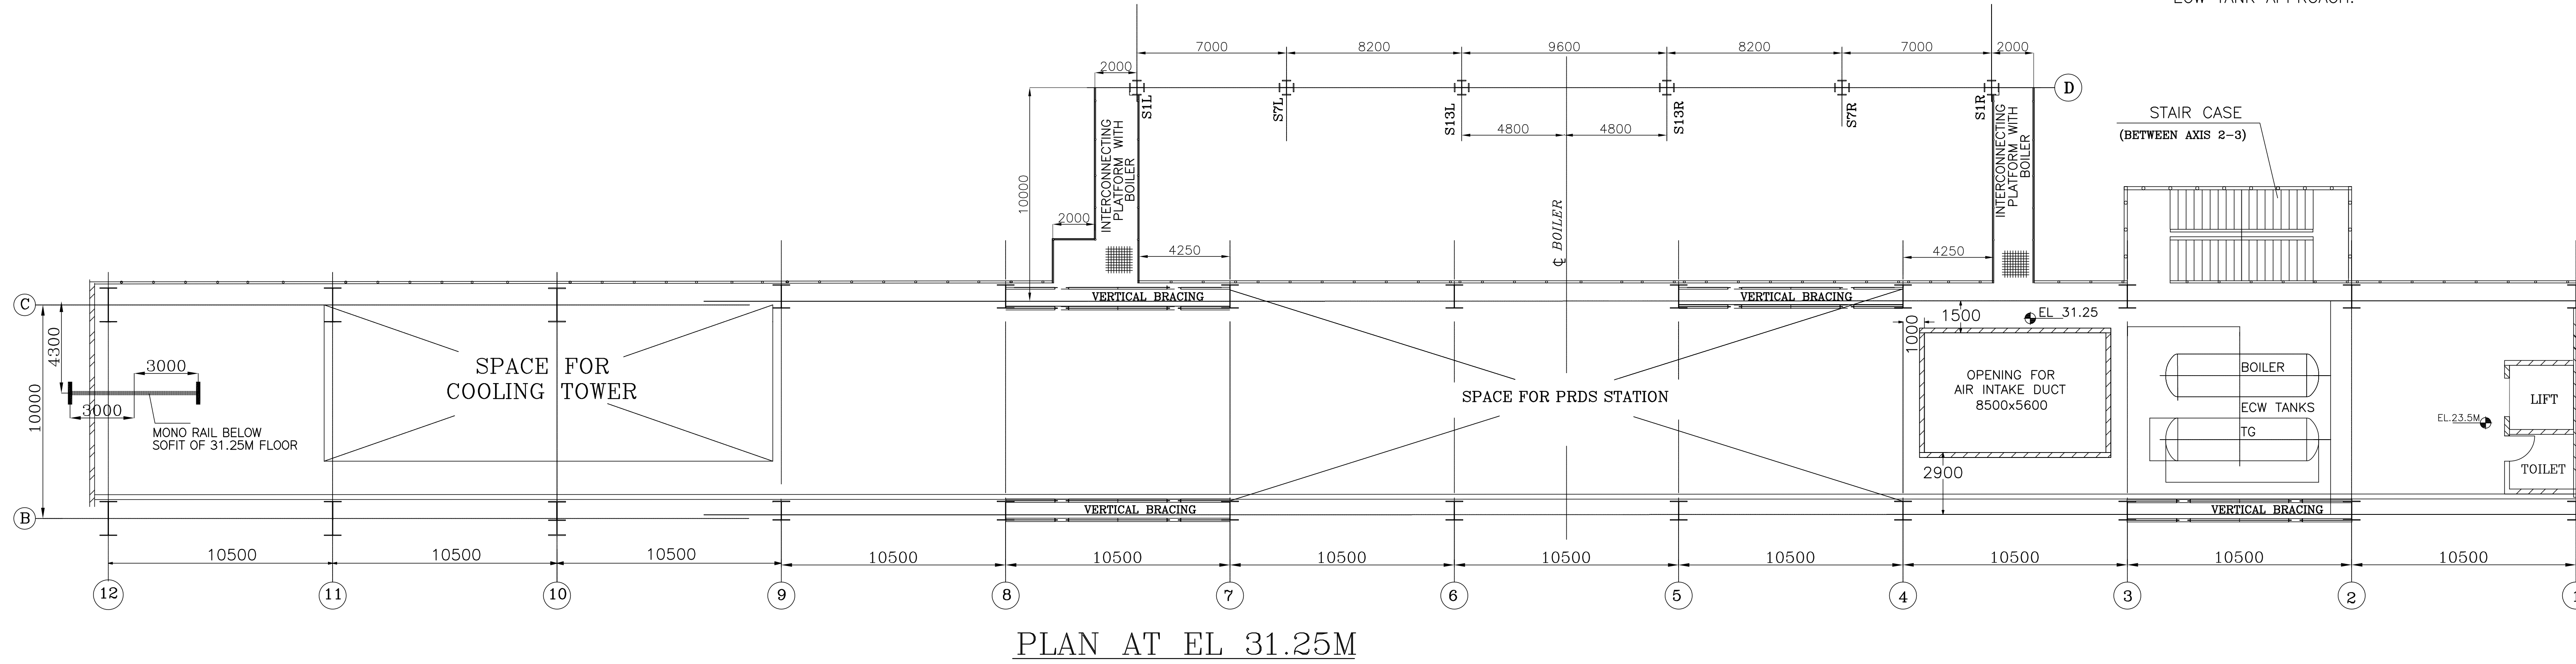 ECW TANK APPROACH.
7000
8200
9600
8200
7000
2000
2000
D
S1L
S7L
S13L
S13R
S7R
S1R
4800
4800
STAIR CASE
(BETWEEN AXIS 2-3)
INTERCONNECTING
PLATFORM WITH
BOILER
INTERCONNECTING
PLATFORM WITH
BOILER
10000
2000
4250
℄ BOILER
4250
C
VERTICAL BRACING
VERTICAL BRACING
EL 31.25
1500
1000
4300
3000
3000
10000
MONO RAIL BELOW
SOFIT OF 31.25M FLOOR
SPACE FOR
COOLING TOWER
SPACE FOR PRDS STATION
OPENING FOR
AIR INTAKE DUCT
8500x5600
2900
BOILER
ECW TANKS
TG
EL.23.5M
LIFT
TOILET
B
VERTICAL BRACING
VERTICAL BRACING
10500
10500
10500
10500
10500
10500
10500
10500
10500
10500
10500
12
11
10
9
8
7
6
5
4
3
2
1
PLAN AT EL 31.25M